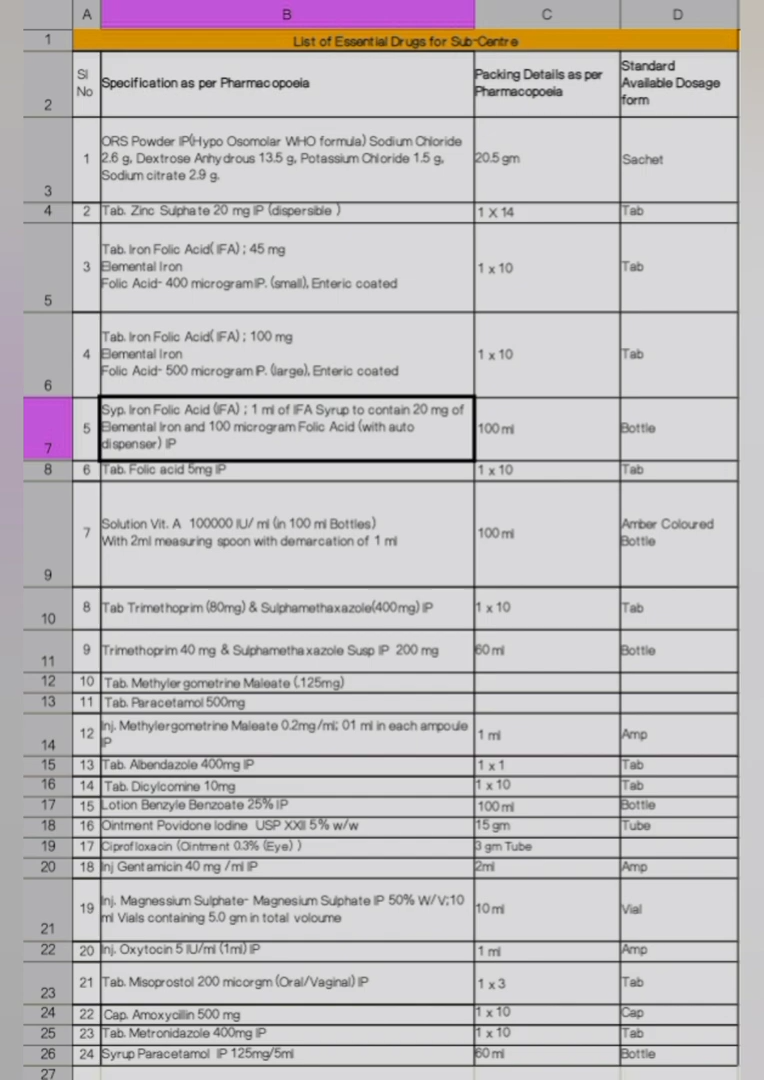 A B C D
1 List of Essential Drugs for Sub-Centre
2 Sl No Specification as per Pharmacopoeia Packing Details as per Pharmacopoeia Standard Available Dosage form
3 1 ORS Powder IP(Hypo Osomolar WHO formula) Sodium Chloride 2.6 g, Dextrose Anhydrous 13.5 g, Potassium Chloride 1.5 g, Sodium citrate 2.9 g. 20.5 gm Sachet
4 2 Tab. Zinc Sulphate 20 mg IP (dispersible ) 1 X 14 Tab
5 3 Tab. Iron Folic Acid( IFA) ; 45 mg
Elemental Iron
Folic Acid- 400 microgramIP. (small), Enteric coated 1 x 10 Tab
6 4 Tab. Iron Folic Acid( IFA) ; 100 mg
Elemental Iron
Folic Acid- 500 microgram P. (large), Enteric coated 1 x 10 Tab
7 5 Syp. Iron Folic Acid (IFA) ; 1 ml of IFA Syrup to contain 20 mg of Elemental Iron and 100 microgram Folic Acid (with auto dispenser) IP 100 ml Bottle
8 6 Tab. Folic acid 5mg IP 1 x 10 Tab
9 7 Solution Vit. A 100000 IU/ ml (in 100 ml Bottles)
With 2ml measuring spoon with demarcation of 1 ml 100 ml Amber Coloured Bottle
10 8 Tab Trimethoprim (80mg) & Sulphamethaxazole(400mg) IP 1 x 10 Tab
11 9 Trimethoprim 40 mg & Sulphamethaxazole Susp IP 200 mg 60 ml Bottle
12 10 Tab. Methylergometrine Maleate (.125mg)
13 11 Tab. Paracetamol 500mg
14 12 Inj. Methylergometrine Maleate 0.2mg/ml; 01 ml in each ampoule IP 1 ml Amp
15 13 Tab. Albendazole 400mg IP 1 x 1 Tab
16 14 Tab. Dicylcomine 10mg 1 x 10 Tab
17 15 Lotion Benzyle Benzoate 25% IP 100 ml Bottle
18 16 Ointment Povidone Iodine USP XXII 5% w/w 15 gm Tube
19 17 Ciprofloxacin (Ointment 0.3% (Eye) ) 3 gm Tube
20 18 Inj Gentamicin 40 mg /ml IP 2ml Amp
21 19 Inj. Magnessium Sulphate- Magnesium Sulphate IP 50% W/V;10 ml Vials containing 5.0 gm in total voloume 10 ml Vial
22 20 Inj. Oxytocin 5 IU/ml (1ml) IP 1 ml Amp
23 21 Tab. Misoprostol 200 micorgm (Oral/Vaginal) IP 1 x 3 Tab
24 22 Cap. Amoxycillin 500 mg 1 x 10 Cap
25 23 Tab. Metronidazole 400mg IP 1 x 10 Tab
26 24 Syrup Paracetamol IP 125mg/5ml 60 ml Bottle
27